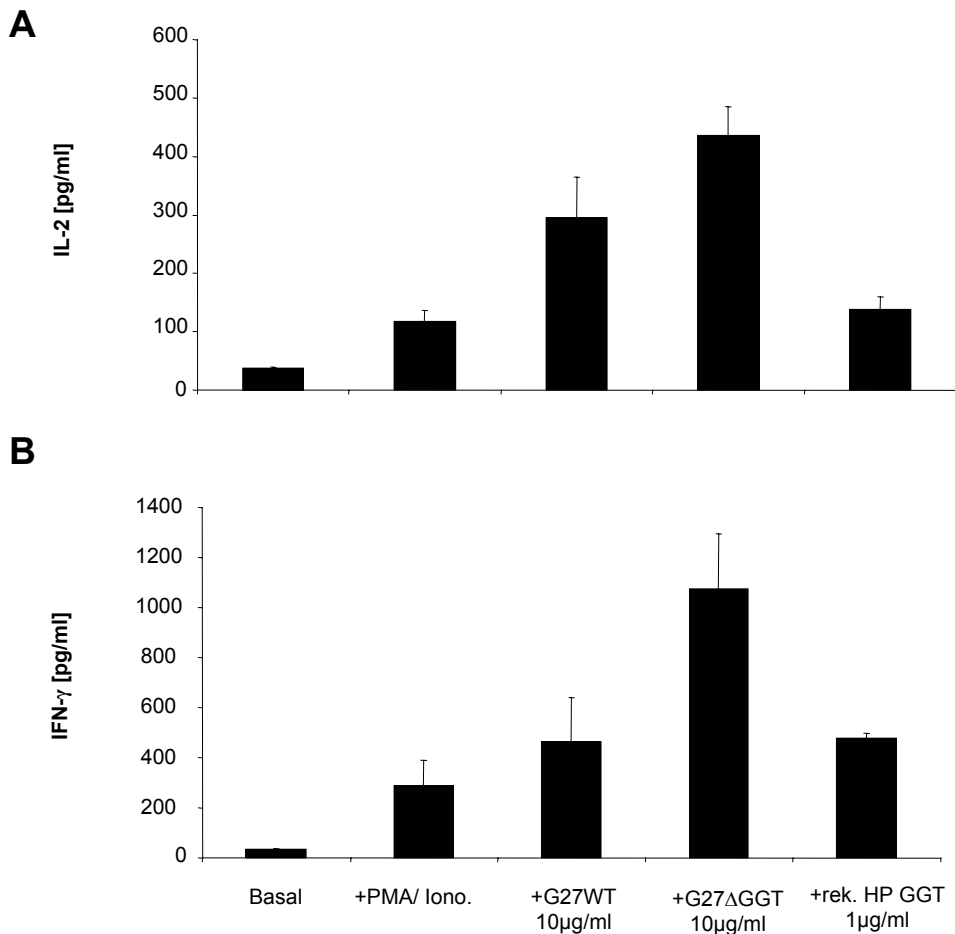 A
600
500
400
300
200
100
0
IL-2 [pg/ml]
B
1400
1200
1000
800
600
400
200
0
IFN-γ [pg/ml]
Basal
+PMA/ Iono.
+G27WT
10µg/ml
+G27ΔGGT
10µg/ml
+rek. HP GGT
1µg/ml